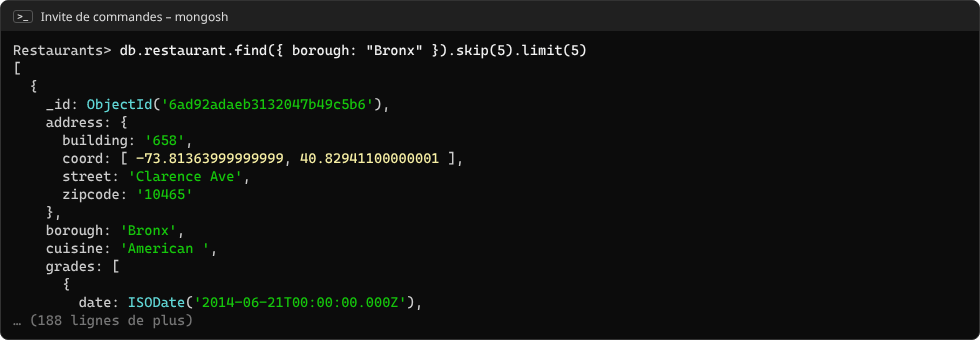 >_ Invite de commandes – mongosh
Restaurants> db.restaurant.find({ borough: "Bronx" }).skip(5).limit(5)
[
  {
    _id: ObjectId('6ad92adaeb3132047b49c5b6'),
    address: {
      building: '658',
      coord: [ -73.81363999999999, 40.82941100000001 ],
      street: 'Clarence Ave',
      zipcode: '10465'
    },
    borough: 'Bronx',
    cuisine: 'American ',
    grades: [
      {
        date: ISODate('2014-06-21T00:00:00.000Z'),
… (188 lignes de plus)